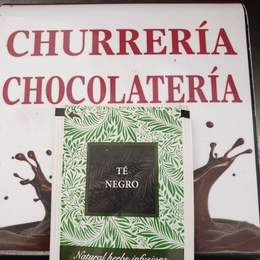 CHURRERÍA
CHOCOLATERÍA
TÉ
NEGRO
Natural herbs infusions